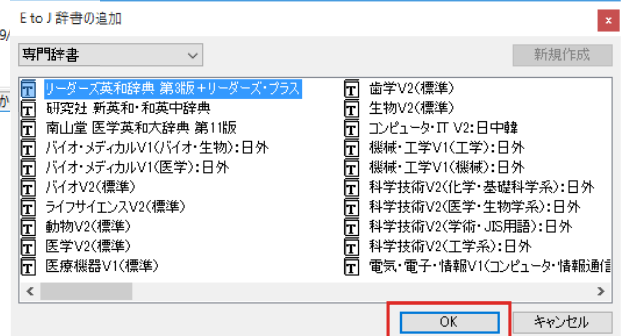 E to J 辞書の追加
x
9/
専門辞書
新規作成
か
リーダーズ英和辞典 第3版+リーダーズ・プラス
研究社 新英和・和英中辞典
南山堂 医学英和大辞典 第11版
バイオ・メディカルV1(バイオ・生物):日外
バイオ・メディカルV1(医学):日外
バイオV2(標準)
ライフサイエンスV2(標準)
動物V2(標準)
医学V2(標準)
医療機器V1(標準)
歯学V2(標準)
生物V2(標準)
コンピュータ・IT V2:日中韓
機械・工学V1(工学):日外
機械・工学V1(機械):日外
科学技術V2(化学・基礎科学系):日外
科学技術V2(医学・生物学系):日外
科学技術V2(学術・JIS用語):日外
科学技術V2(工学系):日外
電気・電子・情報V1(コンピュータ・情報通信
OK
キャンセル